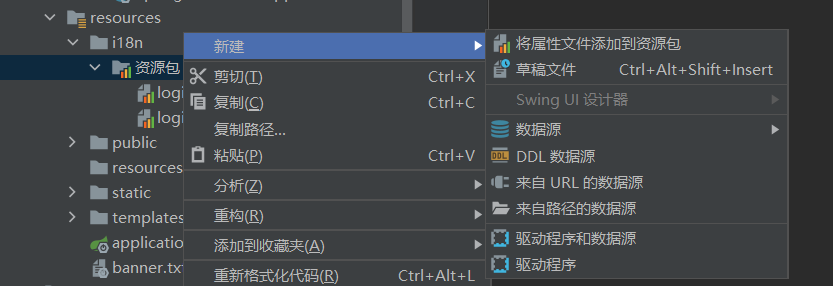 resources
i18n
资源包
logi
logi
public
resources
static
templates
application
banner.tx
新建
剪切(T) Ctrl+X
复制(C) Ctrl+C
复制路径...
粘贴(P) Ctrl+V
分析(Z)
重构(R)
添加到收藏夹(A)
重新格式化代码(R) Ctrl+Alt+L
将属性文件添加到资源包
草稿文件 Ctrl+Alt+Shift+Insert
Swing UI 设计器
数据源
DDL DDL 数据源
来自 URL 的数据源
来自路径的数据源
驱动程序和数据源
驱动程序